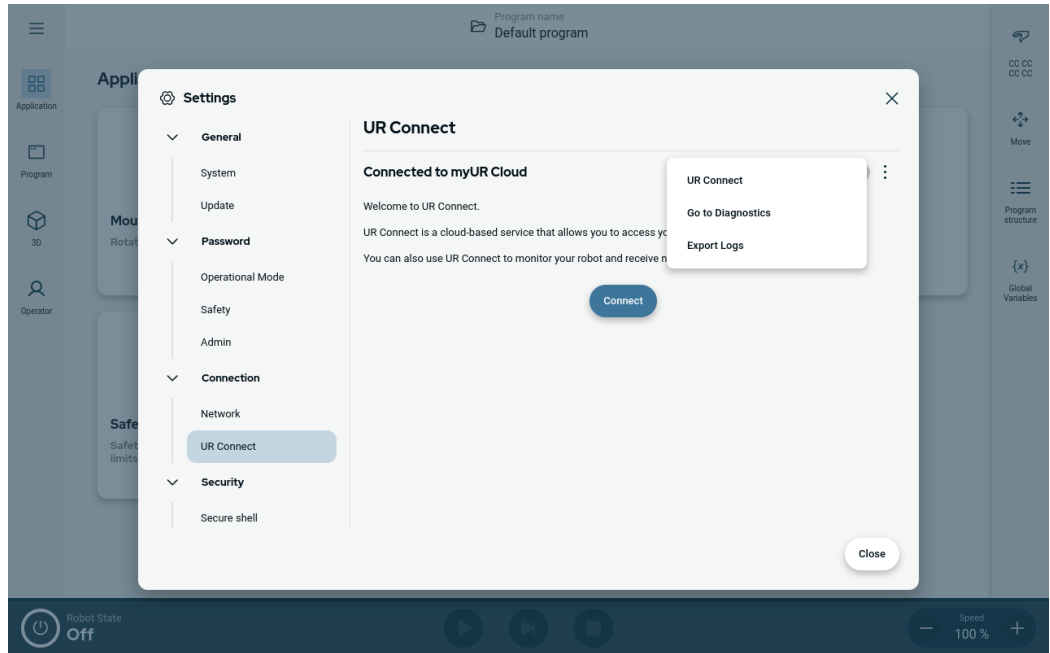 Program name
Default program
Application
Program
3D
Operator
Appli
Mou
Rotat
Safe
Safet
limits
Settings
General
System
Update
Password
Operational Mode
Safety
Admin
Connection
Network
UR Connect
Security
Secure shell
UR Connect
Connected to myUR Cloud
Welcome to UR Connect.
UR Connect is a cloud-based service that allows you to access yo
You can also use UR Connect to monitor your robot and receive n
UR Connect
Go to Diagnostics
Export Logs
Connect
Close
CC CC
CC CC
Move
Program
structure
{x}
Global
Variables
Robot State
Off
Speed
100 %